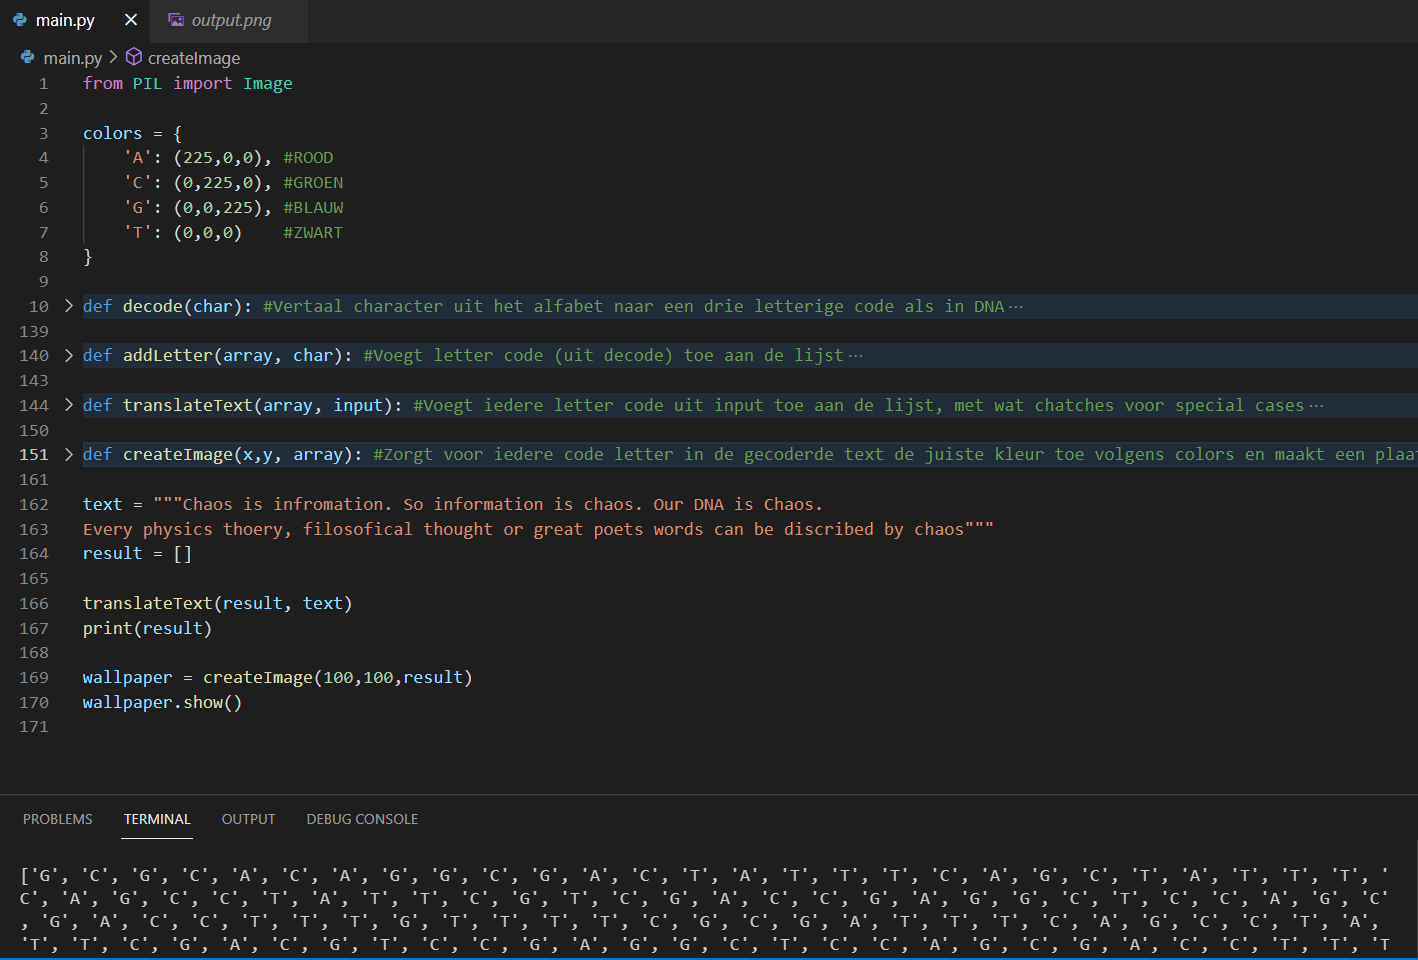 main.py × output.png
main.py > createImage
1 from PIL import Image
2
3 colors = {
4 'A': (225,0,0), #ROOD
5 'C': (0,225,0), #GROEN
6 'G': (0,0,225), #BLAUW
7 'T': (0,0,0) #ZWART
8 }
9
10 > def decode(char): #Vertaal character uit het alfabet naar een drie letterige code als in DNA···
139
140 > def addLetter(array, char): #Voegt letter code (uit decode) toe aan de lijst···
143
144 > def translateText(array, input): #Voegt iedere letter code uit input toe aan de lijst, met wat chatches voor special cases···
150
151 > def createImage(x,y, array): #Zorgt voor iedere code letter in de gecoderde text de juiste kleur toe volgens colors en maakt een plaat
161
162 text = """Chaos is infromation. So information is chaos. Our DNA is Chaos.
163 Every physics thoery, filosofical thought or great poets words can be discribed by chaos"""
164 result = []
165
166 translateText(result, text)
167 print(result)
168
169 wallpaper = createImage(100,100,result)
170 wallpaper.show()
171
PROBLEMS TERMINAL OUTPUT DEBUG CONSOLE
['G', 'C', 'G', 'C', 'A', 'C', 'A', 'G', 'G', 'C', 'G', 'A', 'C', 'T', 'A', 'T', 'T', 'T', 'C', 'A', 'G', 'C', 'T', 'A', 'T', 'T', 'T', '
C', 'A', 'G', 'C', 'C', 'T', 'A', 'T', 'T', 'C', 'G', 'T', 'C', 'G', 'A', 'C', 'C', 'G', 'A', 'G', 'G', 'C', 'T', 'C', 'C', 'A', 'G', 'C'
, 'G', 'A', 'C', 'C', 'T', 'T', 'T', 'G', 'T', 'T', 'T', 'T', 'C', 'G', 'C', 'G', 'A', 'T', 'T', 'T', 'C', 'A', 'G', 'C', 'C', 'T', 'A',
'T', 'T', 'C', 'G', 'A', 'C', 'G', 'T', 'C', 'C', 'G', 'A', 'G', 'G', 'C', 'T', 'C', 'C', 'A', 'G', 'C', 'G', 'A', 'C', 'C', 'T', 'T', 'T